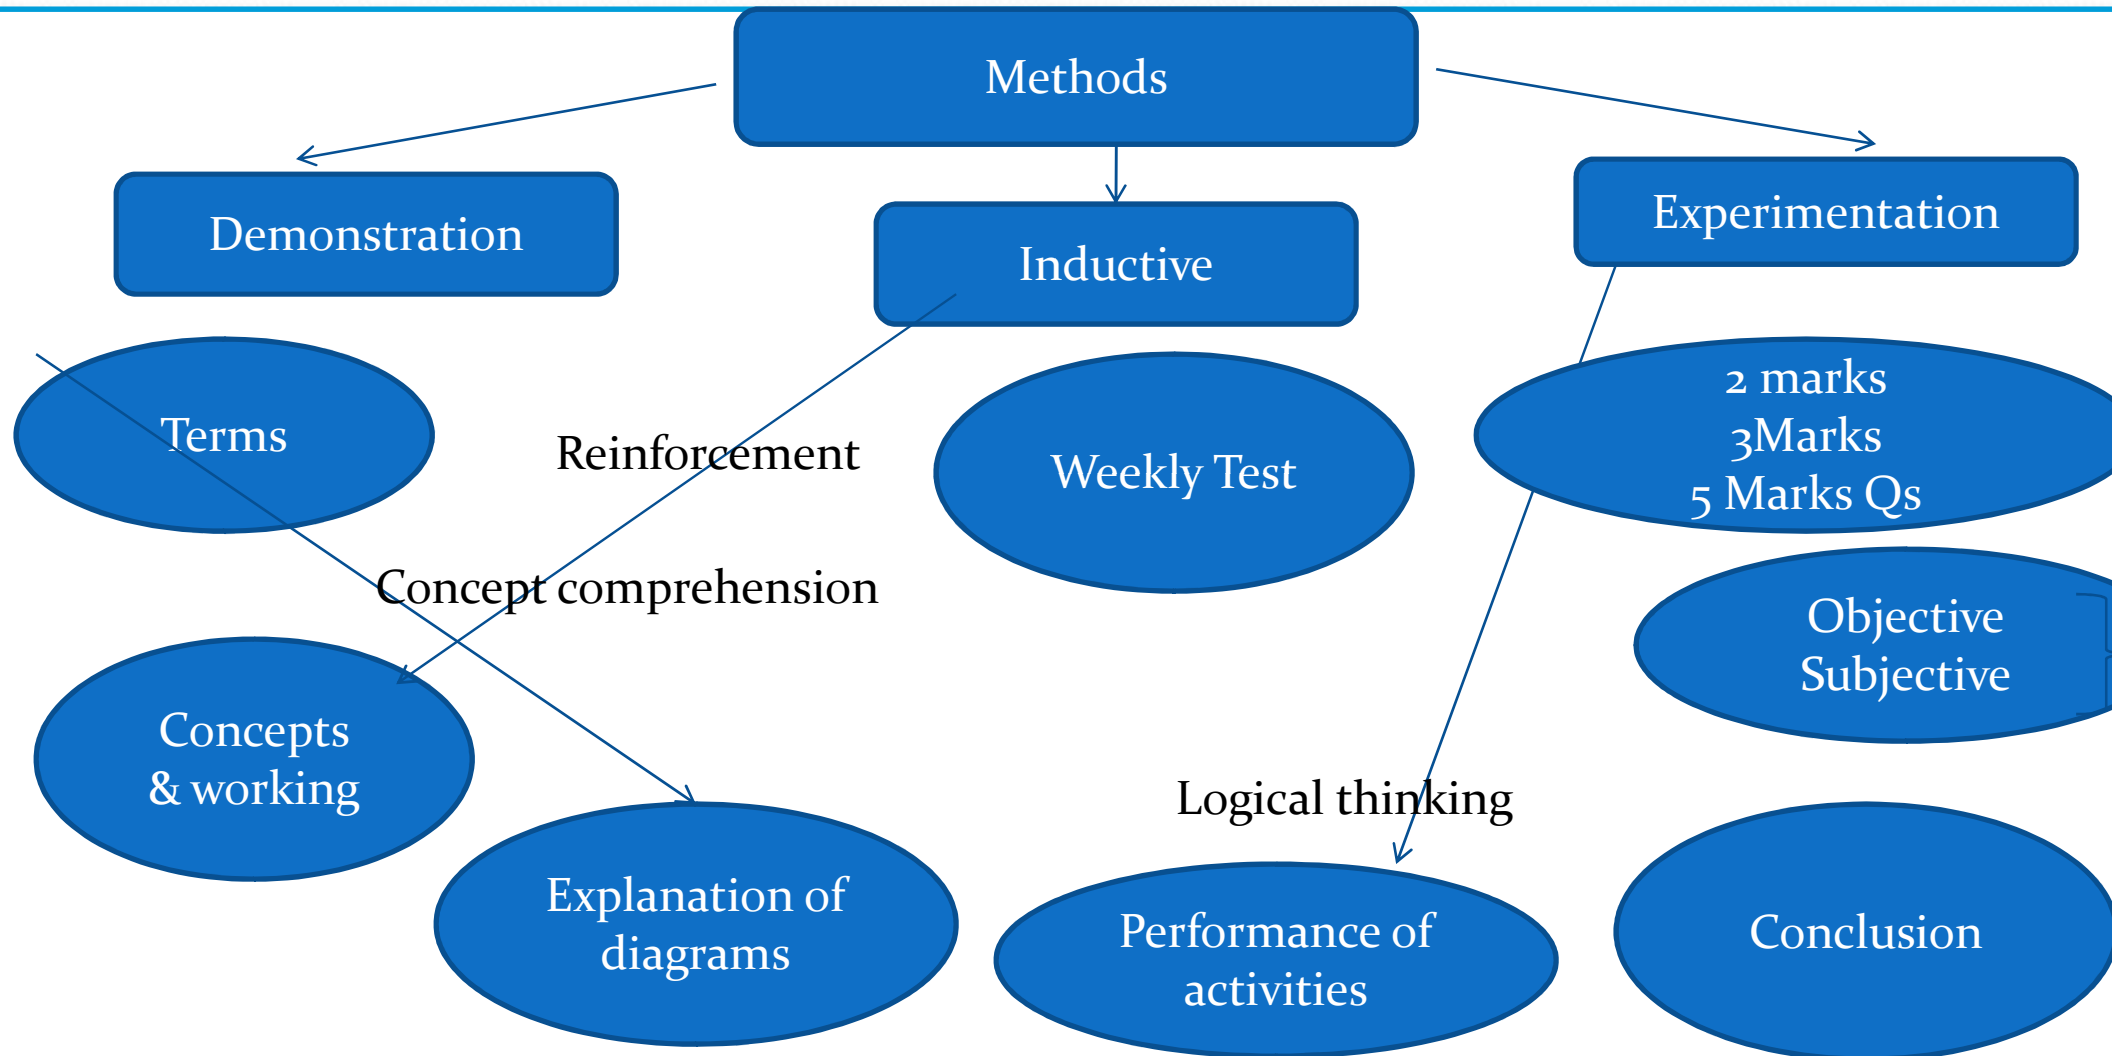 Methods
Demonstration
Inductive
Experimentation
Terms
Reinforcement
Weekly Test
2 marks
3Marks
5 Marks Qs
Concept comprehension
Objective
Subjective
Concepts
& working
Logical thinking
Explanation of
diagrams
Performance of
activities
Conclusion